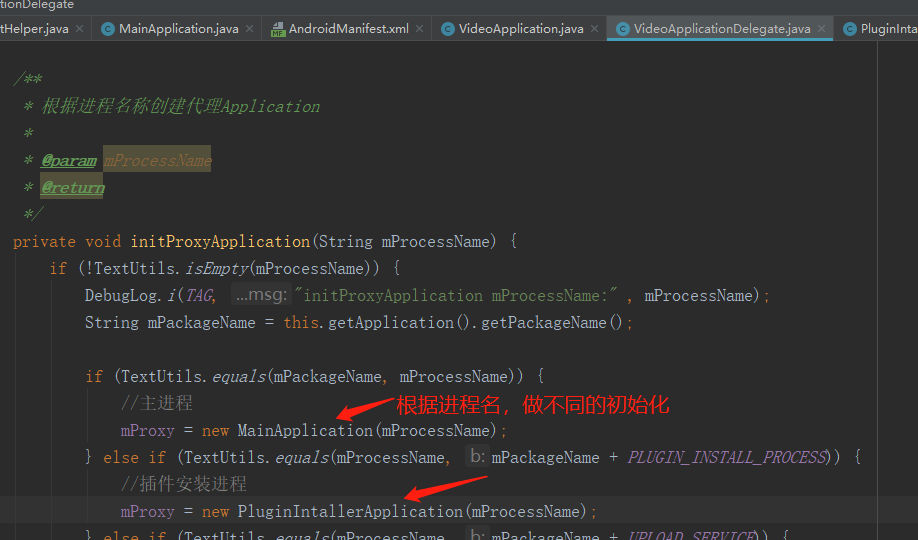 tionDelegate
tHelper.java × MainApplication.java × AndroidManifest.xml × VideoApplication.java × VideoApplicationDelegate.java × PluginInta
/**
* 根据进程名称创建代理Application
*
* @param mProcessName
* @return
*/
private void initProxyApplication(String mProcessName) {
if (!TextUtils.isEmpty(mProcessName)) {
DebugLog.i(TAG, ...msg: "initProxyApplication mProcessName:" , mProcessName);
String mPackageName = this.getApplication().getPackageName();
if (TextUtils.equals(mPackageName, mProcessName)) {
//主进程
根据进程名，做不同的初始化
mProxy = new MainApplication(mProcessName);
} else if (TextUtils.equals(mProcessName, b: mPackageName + PLUGIN_INSTALL_PROCESS)) {
//插件安装进程
mProxy = new PluginIntallerApplication(mProcessName);
} else if (TextUtils.equals(mProcessName, b: mPackageName + UPLOAD_SERVICE)) {